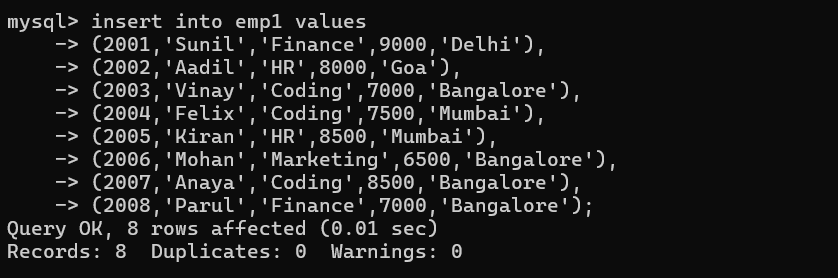 mysql> insert into emp1 values
    -> (2001,'Sunil','Finance',9000,'Delhi'),
    -> (2002,'Aadil','HR',8000,'Goa'),
    -> (2003,'Vinay','Coding',7000,'Bangalore'),
    -> (2004,'Felix','Coding',7500,'Mumbai'),
    -> (2005,'Kiran','HR',8500,'Mumbai'),
    -> (2006,'Mohan','Marketing',6500,'Bangalore'),
    -> (2007,'Anaya','Coding',8500,'Bangalore'),
    -> (2008,'Parul','Finance',7000,'Bangalore');
Query OK, 8 rows affected (0.01 sec)
Records: 8  Duplicates: 0  Warnings: 0